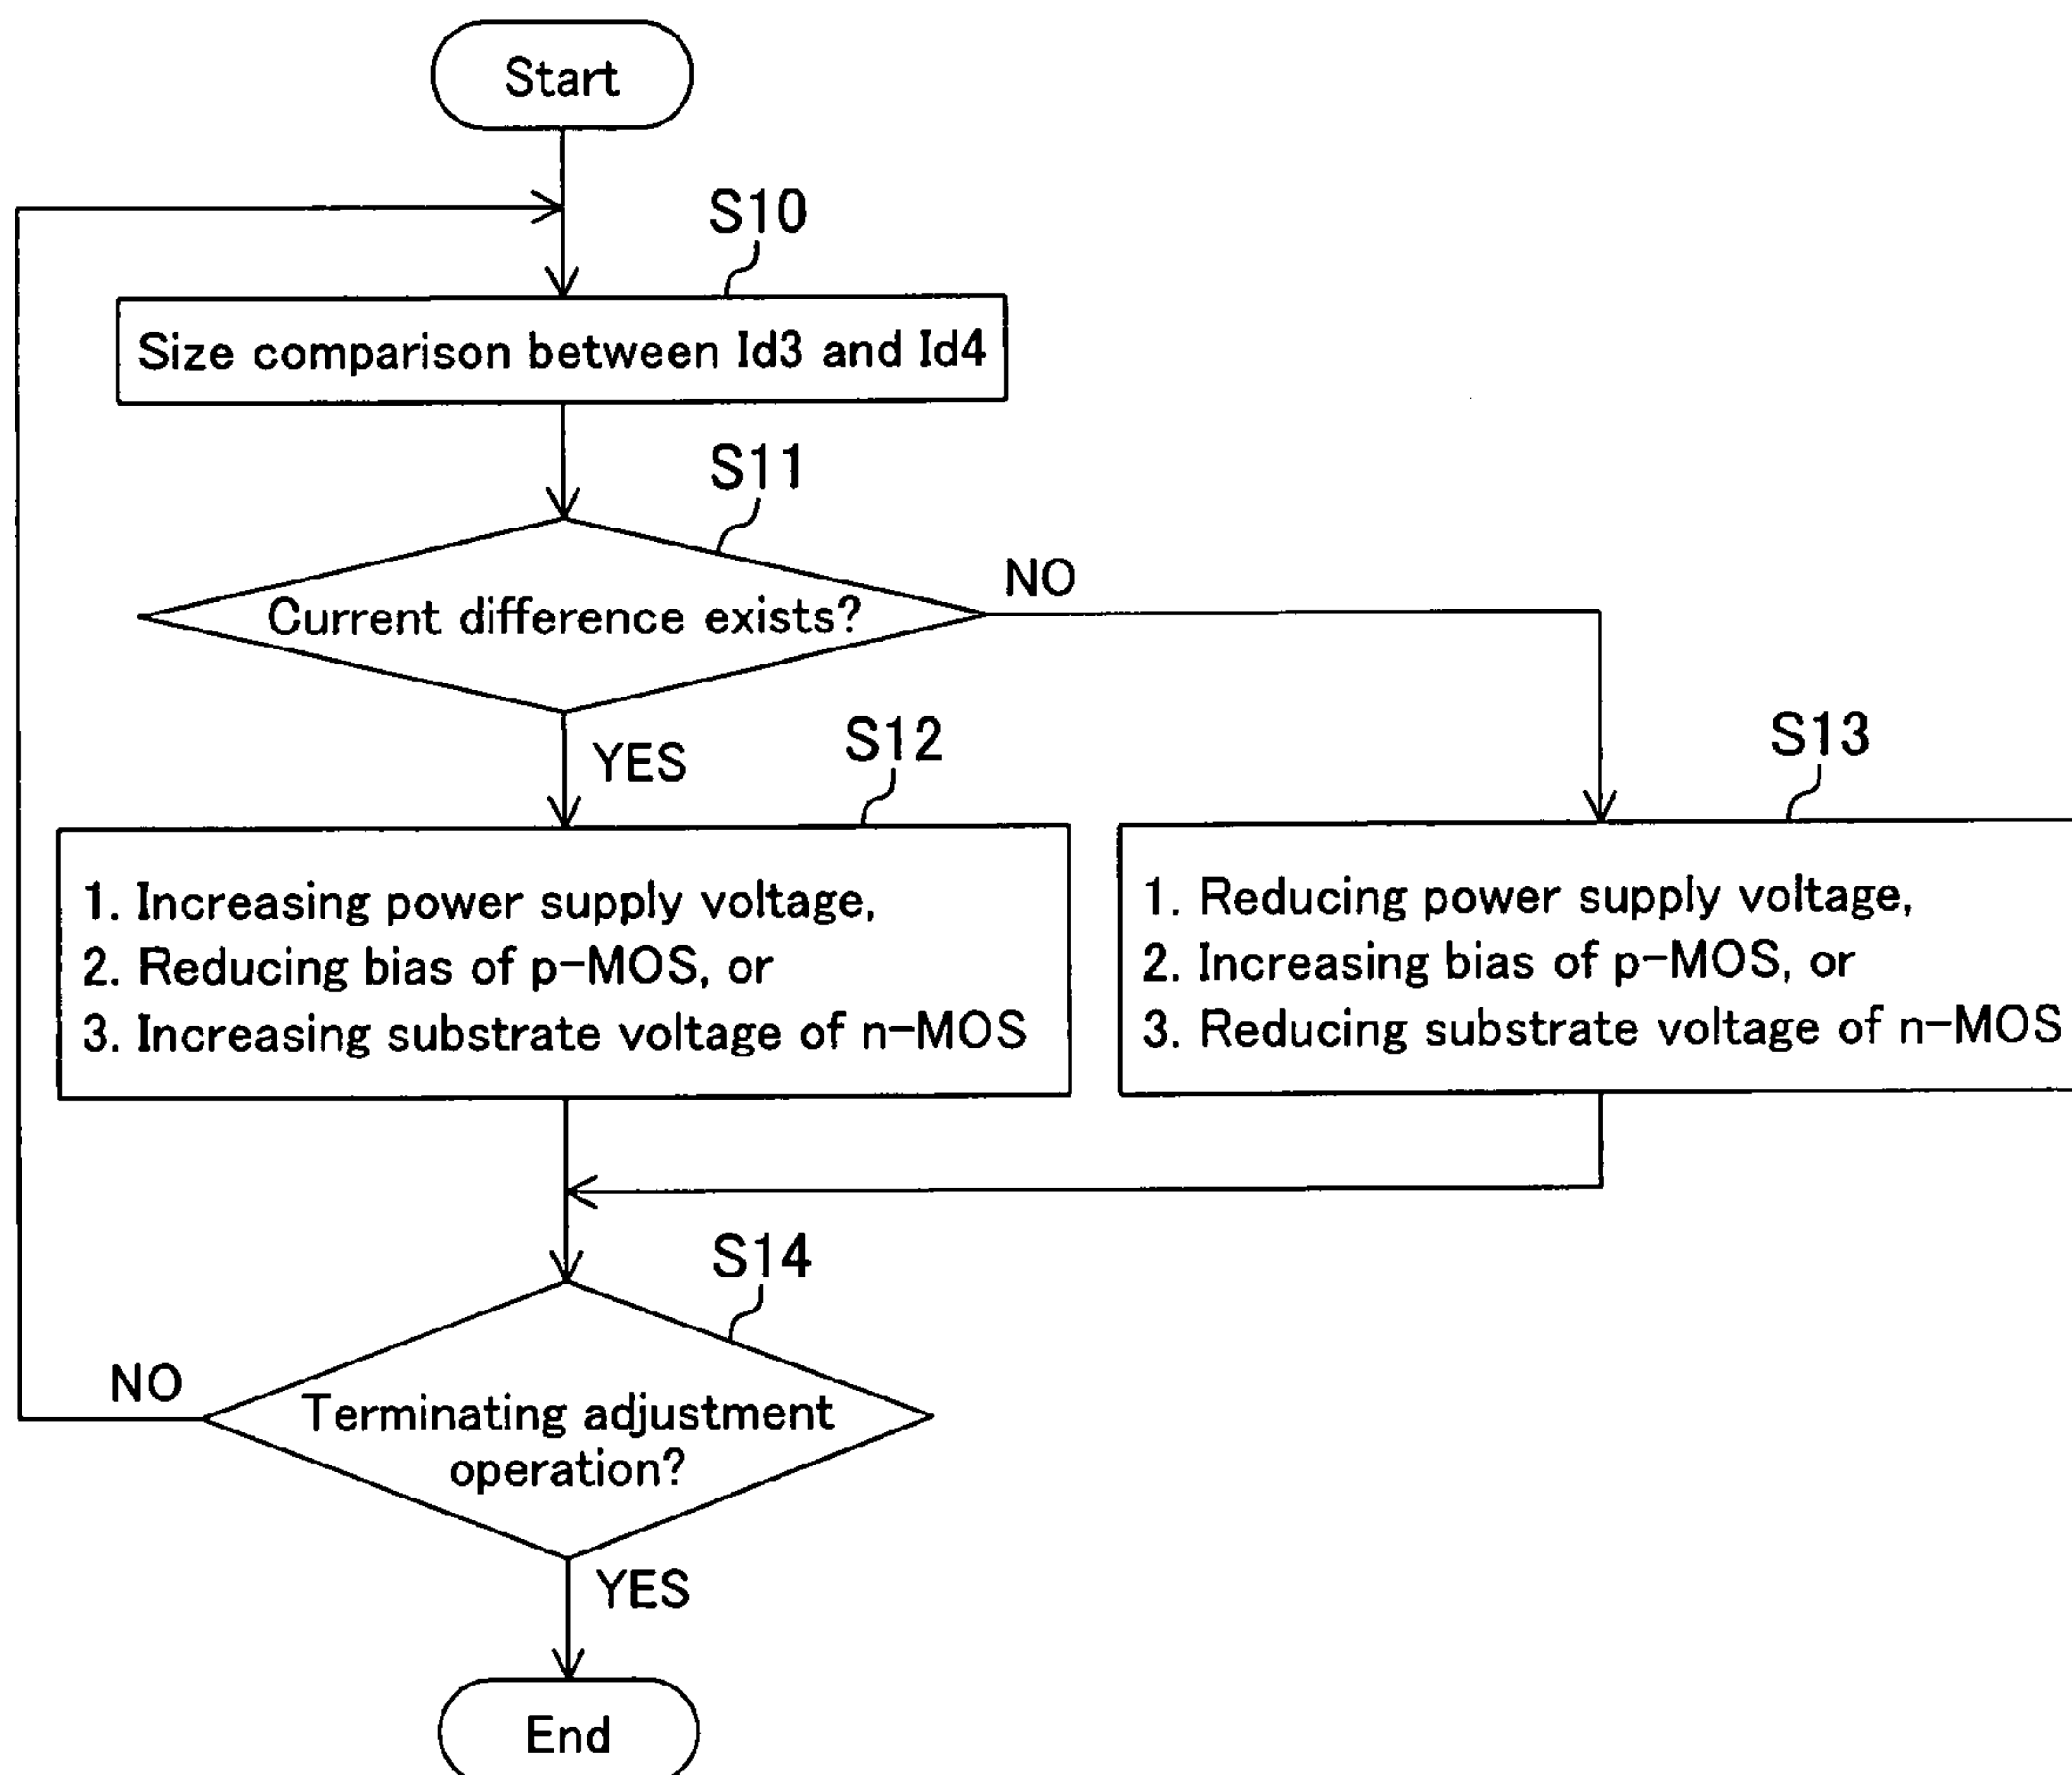 Start
S10
Size comparison between Id3 and Id4
S11
Current difference exists?
NO
YES
S12
1. Increasing power supply voltage,
2. Reducing bias of p-MOS, or
3. Increasing substrate voltage of n-MOS
S13
1. Reducing power supply voltage,
2. Increasing bias of p-MOS, or
3. Reducing substrate voltage of n-MOS
S14
Terminating adjustment
operation?
NO
YES
End